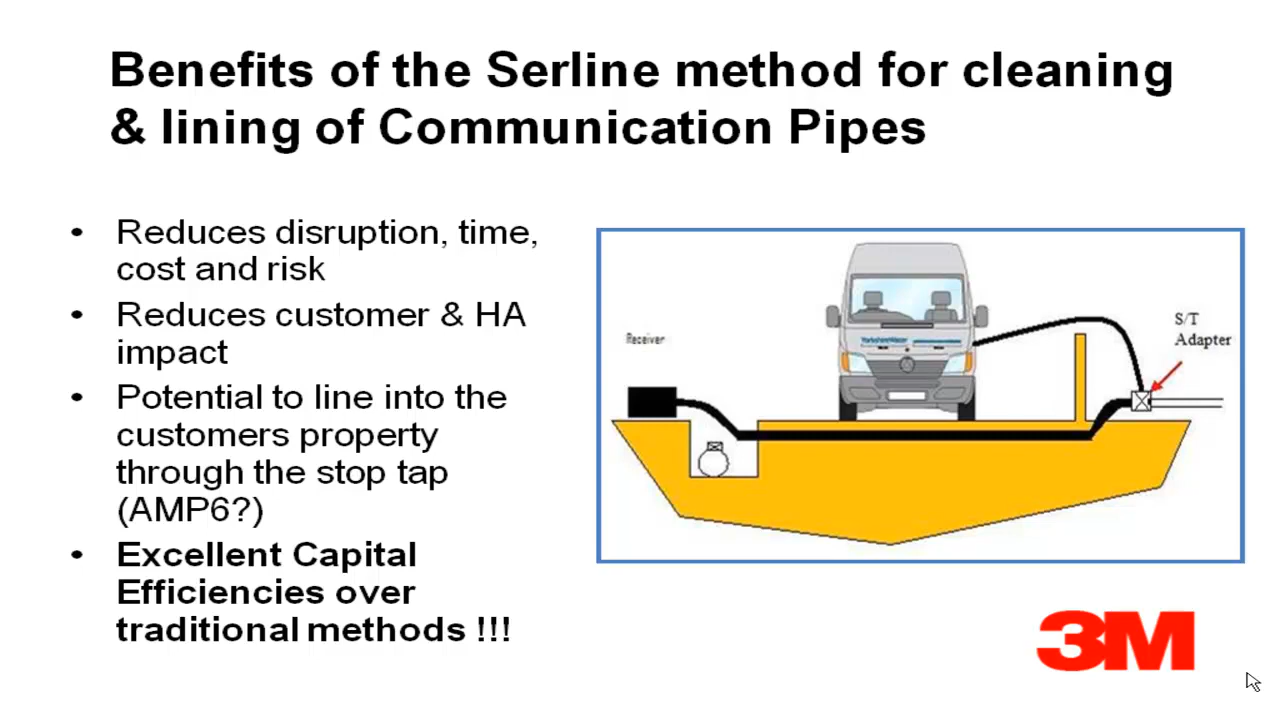 Benefits of the Serline method for cleaning
& lining of Communication Pipes
• Reduces disruption, time,
cost and risk
• Reduces customer & HA
impact
• Potential to line into the
customers property
through the stop tap
(AMP6?)
• Excellent Capital
Efficiencies over
traditional methods !!!
Receiver
YorkshireWater
S/T
Adapter
3M